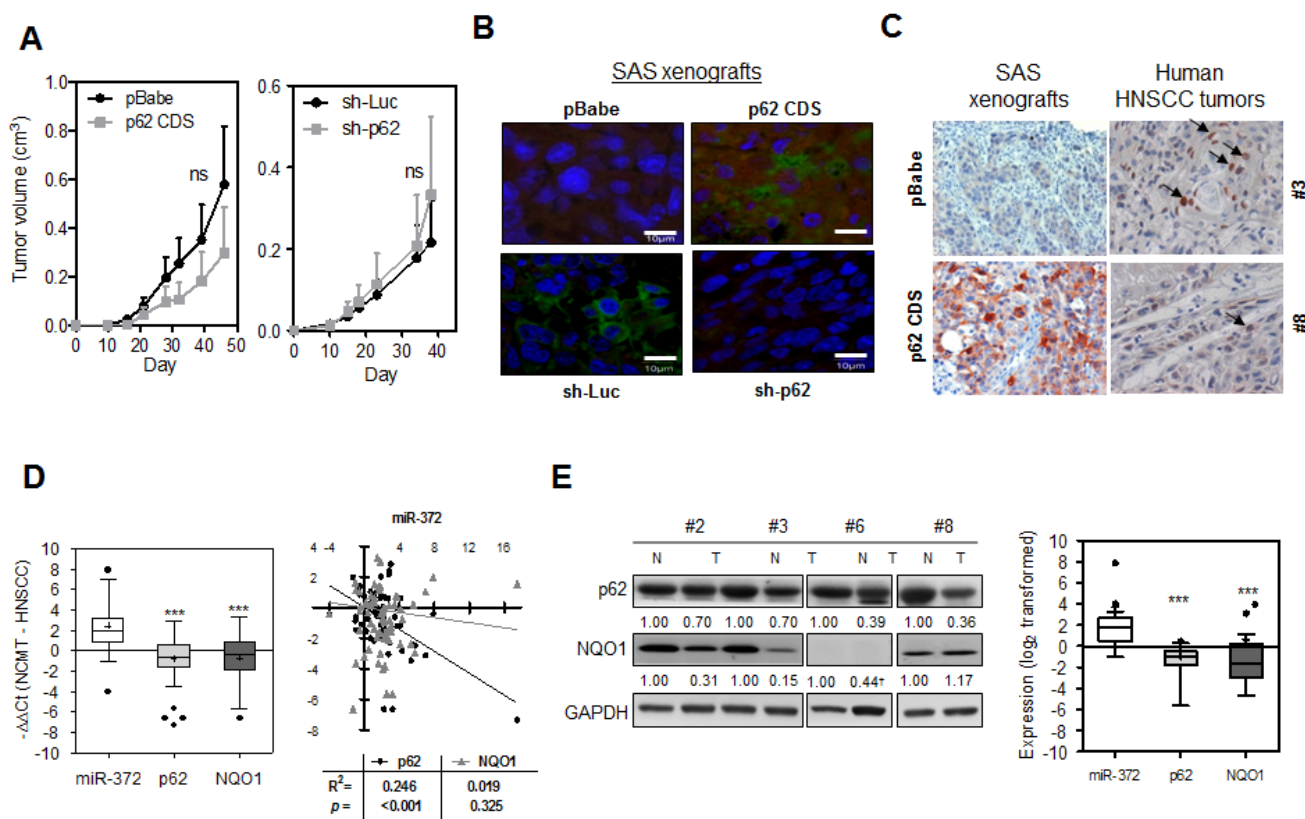 A
B
C
SAS xenografts
pBabe
p62 CDS
10μm
10μm
10μm
10μm
sh-Luc
sh-p62
SAS
xenografts
Human
HNSCC tumors
pBabe
#3
p62 CDS
#8
Tumor volume (cm³)
1.0
0.8
0.6
0.4
0.2
0.0
pBabe
p62 CDS
ns
0 10 20 30 40 50
Day
0.6
0.4
0.2
0.0
sh-Luc
sh-p62
ns
0 10 20 30 40
Day
D
E
-ΔΔCt (NCMT - HNSCC)
10
8
6
4
2
0
-2
-4
-6
-8
-10
*** ***
miR-372 p62 NQO1
miR-372
4 -4 4 8 12 16
2
-2
-4
-6
-8
p62 NQO1
R²= 0.246 0.019
p = <0.001 0.325
#2 #3 #6 #8
N T N T N T N T
p62
1.00 0.70 1.00 0.70 1.00 0.39 1.00 0.36
NQO1
1.00 0.31 1.00 0.15 1.00 0.44† 1.00 1.17
GAPDH
Expression (log₂ transformed)
10
8
6
4
2
0
-2
-4
-6
-8
-10
*** ***
miR-372 p62 NQO1